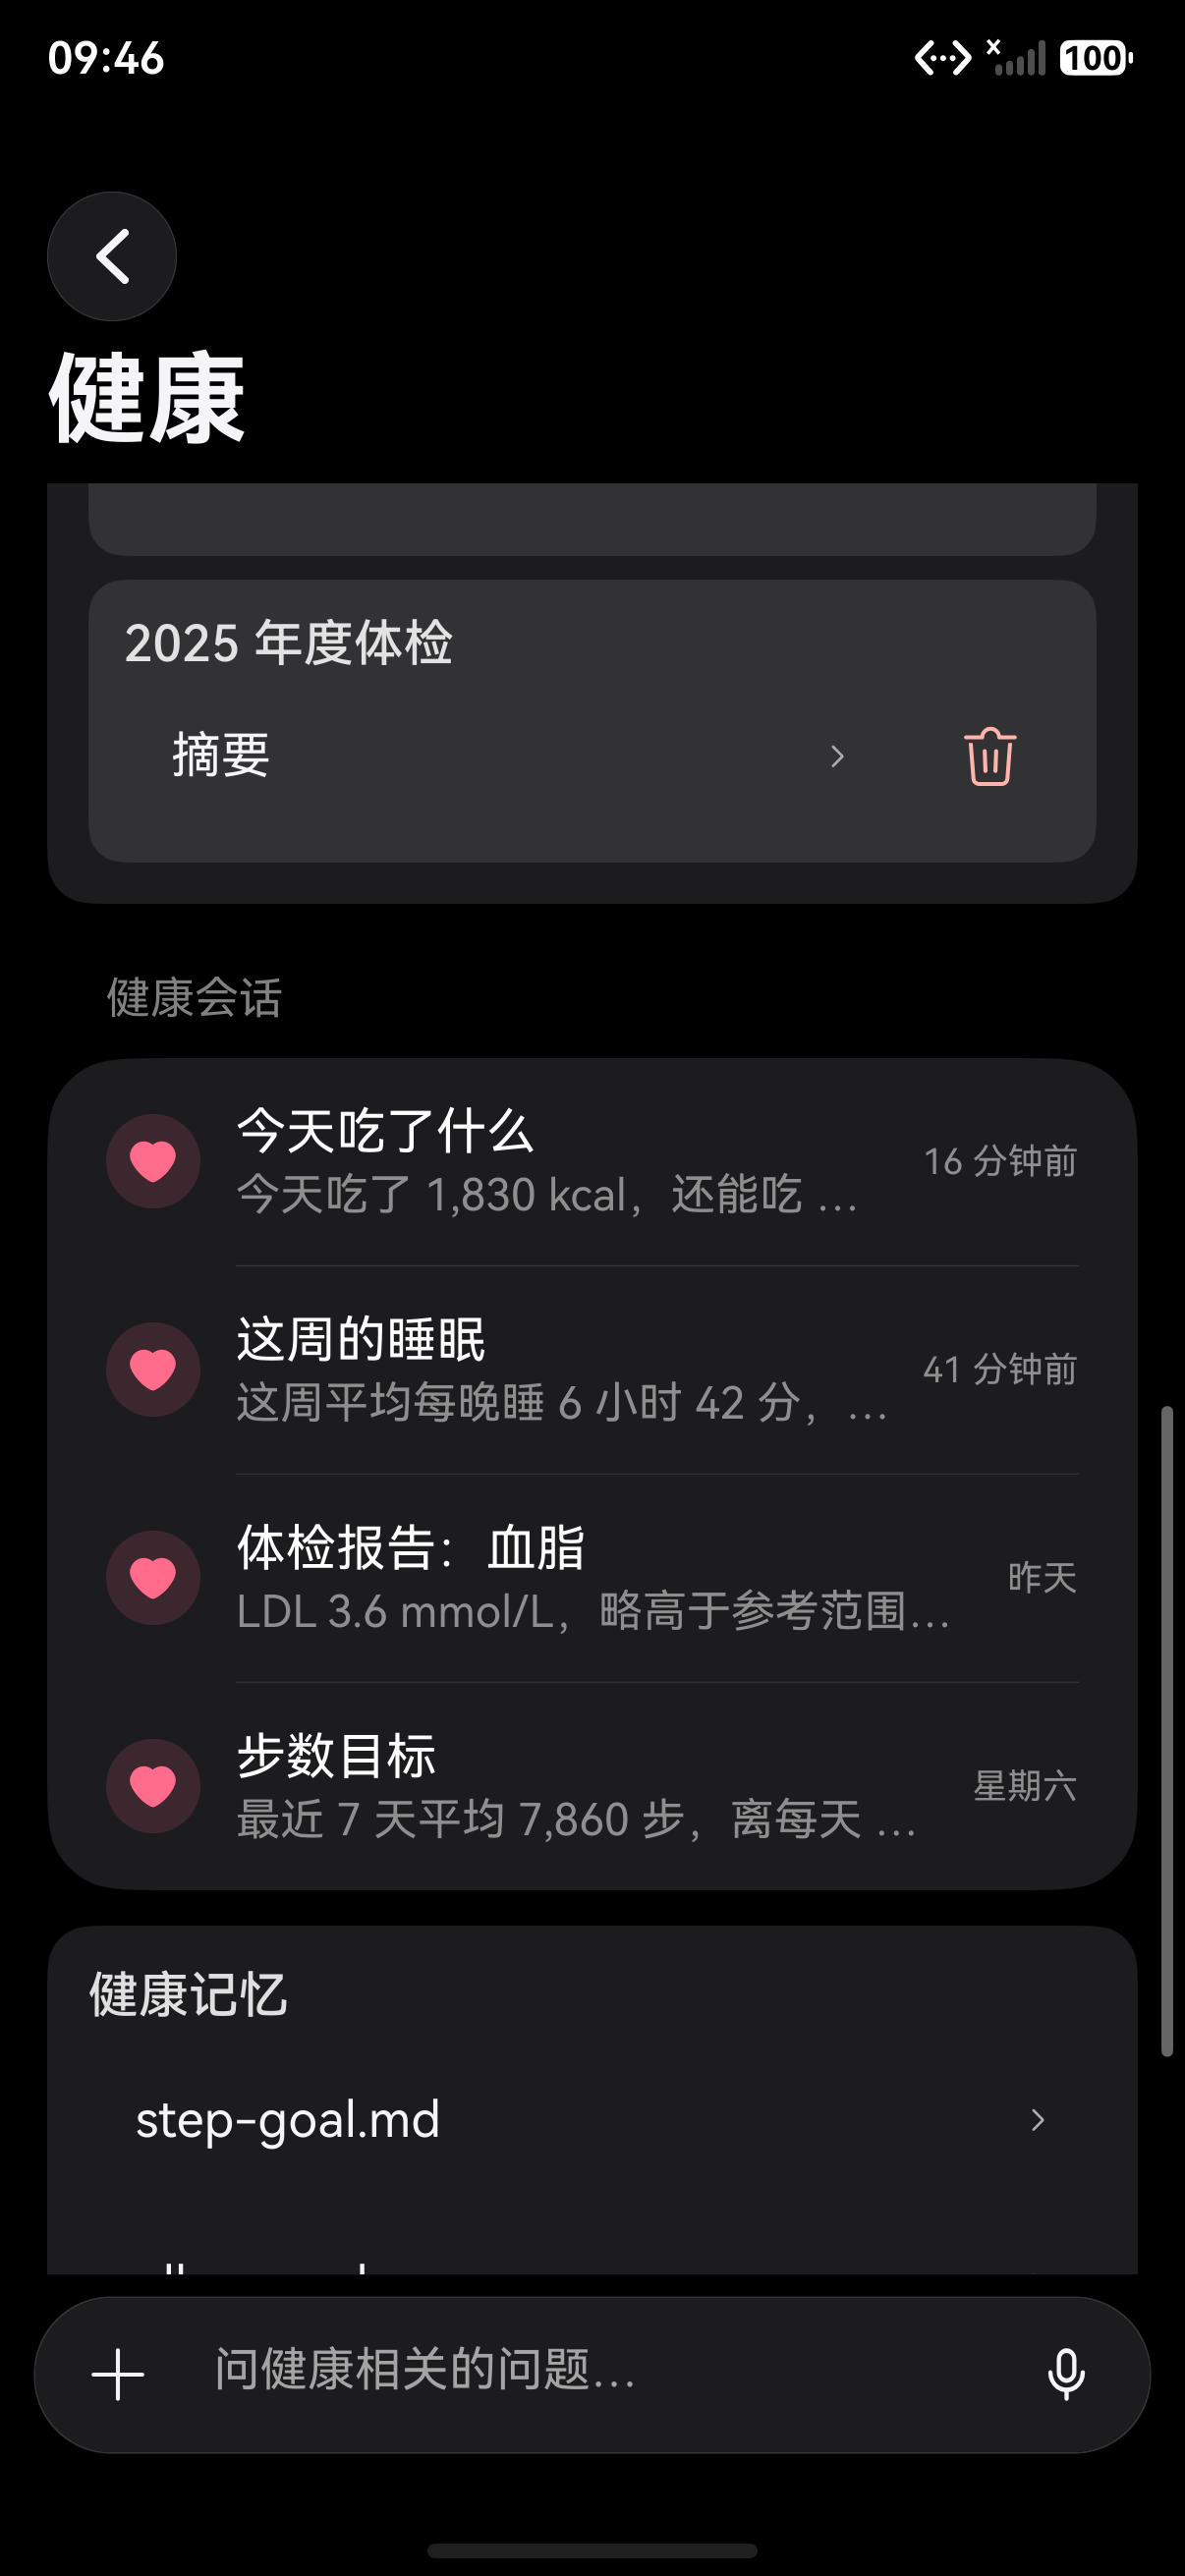 09:46
100
健康
2025 年度体检
摘要
健康会话
今天吃了什么
16 分钟前
今天吃了 1,830 kcal，还能吃 …
这周的睡眠
41 分钟前
这周平均每晚睡 6 小时 42 分，…
体检报告：血脂
昨天
LDL 3.6 mmol/L，略高于参考范围…
步数目标
星期六
最近 7 天平均 7,860 步，离每天 …
健康记忆
step-goal.md
问健康相关的问题…